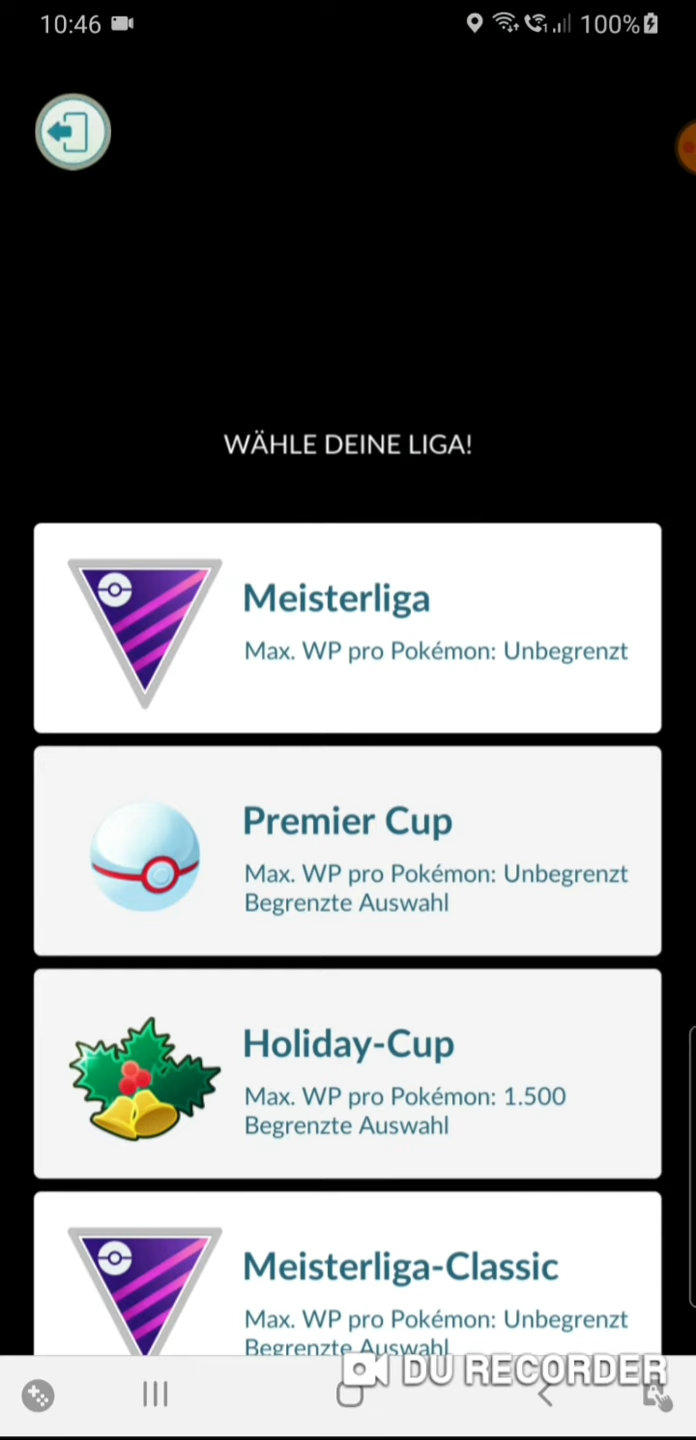 10:46
100%
WÄHLE DEINE LIGA!
Meisterliga
Max. WP pro Pokémon: Unbegrenzt
Premier Cup
Max. WP pro Pokémon: Unbegrenzt
Begrenzte Auswahl
Holiday-Cup
Max. WP pro Pokémon: 1.500
Begrenzte Auswahl
Meisterliga-Classic
Max. WP pro Pokémon: Unbegrenzt
Begrenzte Auswahl
DU RECORDER